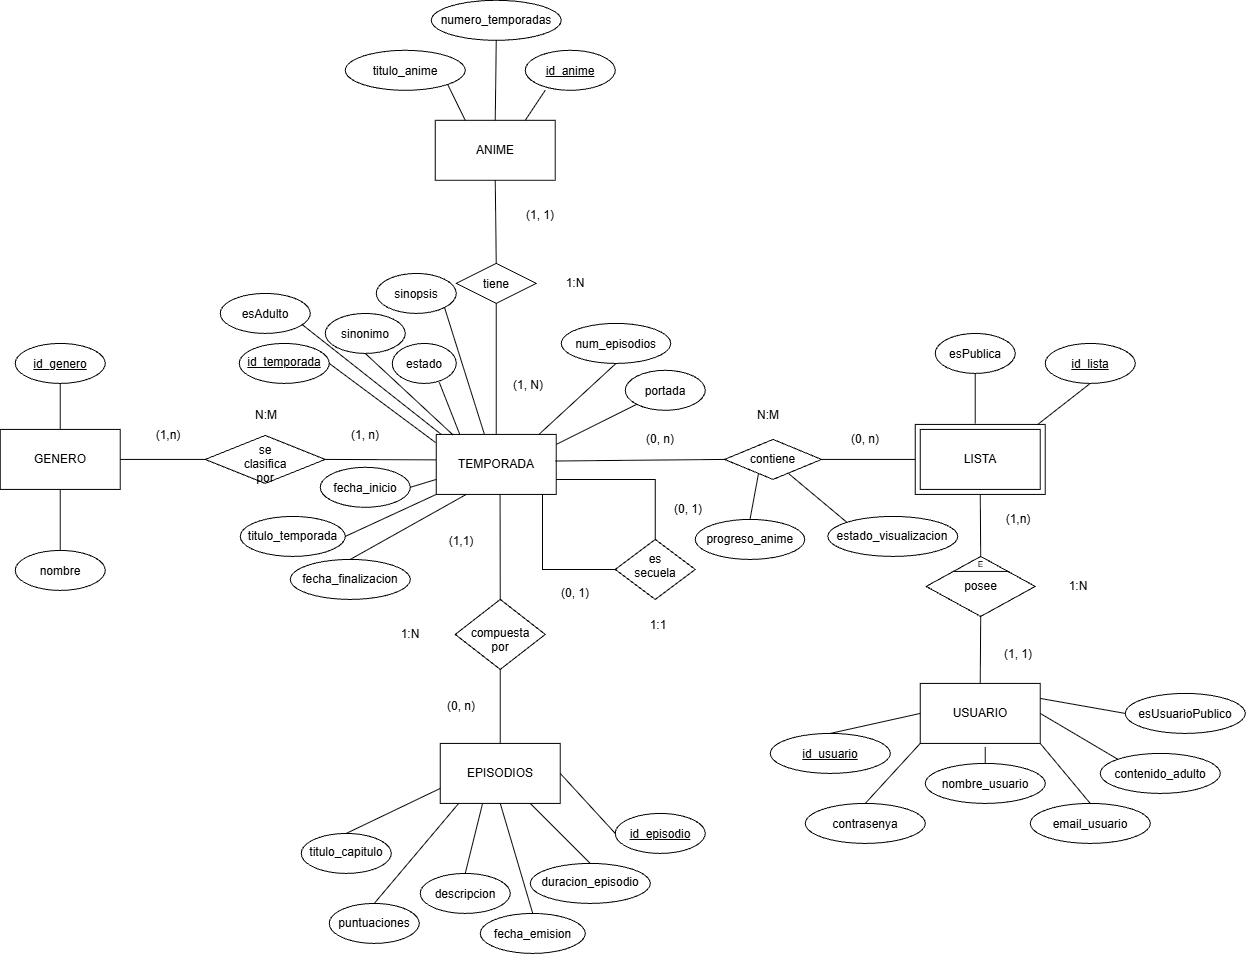 numero_temporadas
titulo_anime
id_anime
ANIME
(1, 1)
tiene
1:N
sinopsis
esAdulto
sinonimo
id_temporada
estado
num_episodios
portada
(1, N)
esPublica
id_lista
id_genero
N:M
(1,n)
(1, n)
GENERO
se
clasifica
por
TEMPORADA
(0, n)
N:M
contiene
(0, n)
LISTA
nombre
fecha_inicio
titulo_temporada
fecha_finalizacion
(1,1)
(0, 1)
es
secuela
(0, 1)
1:1
progreso_anime
estado_visualizacion
(1,n)
E
posee
1:N
(1, 1)
1:N
compuesta
por
(0, n)
USUARIO
esUsuarioPublico
id_usuario
contenido_adulto
nombre_usuario
contrasenya
email_usuario
EPISODIOS
id_episodio
titulo_capitulo
duracion_episodio
descripcion
puntuaciones
fecha_emision